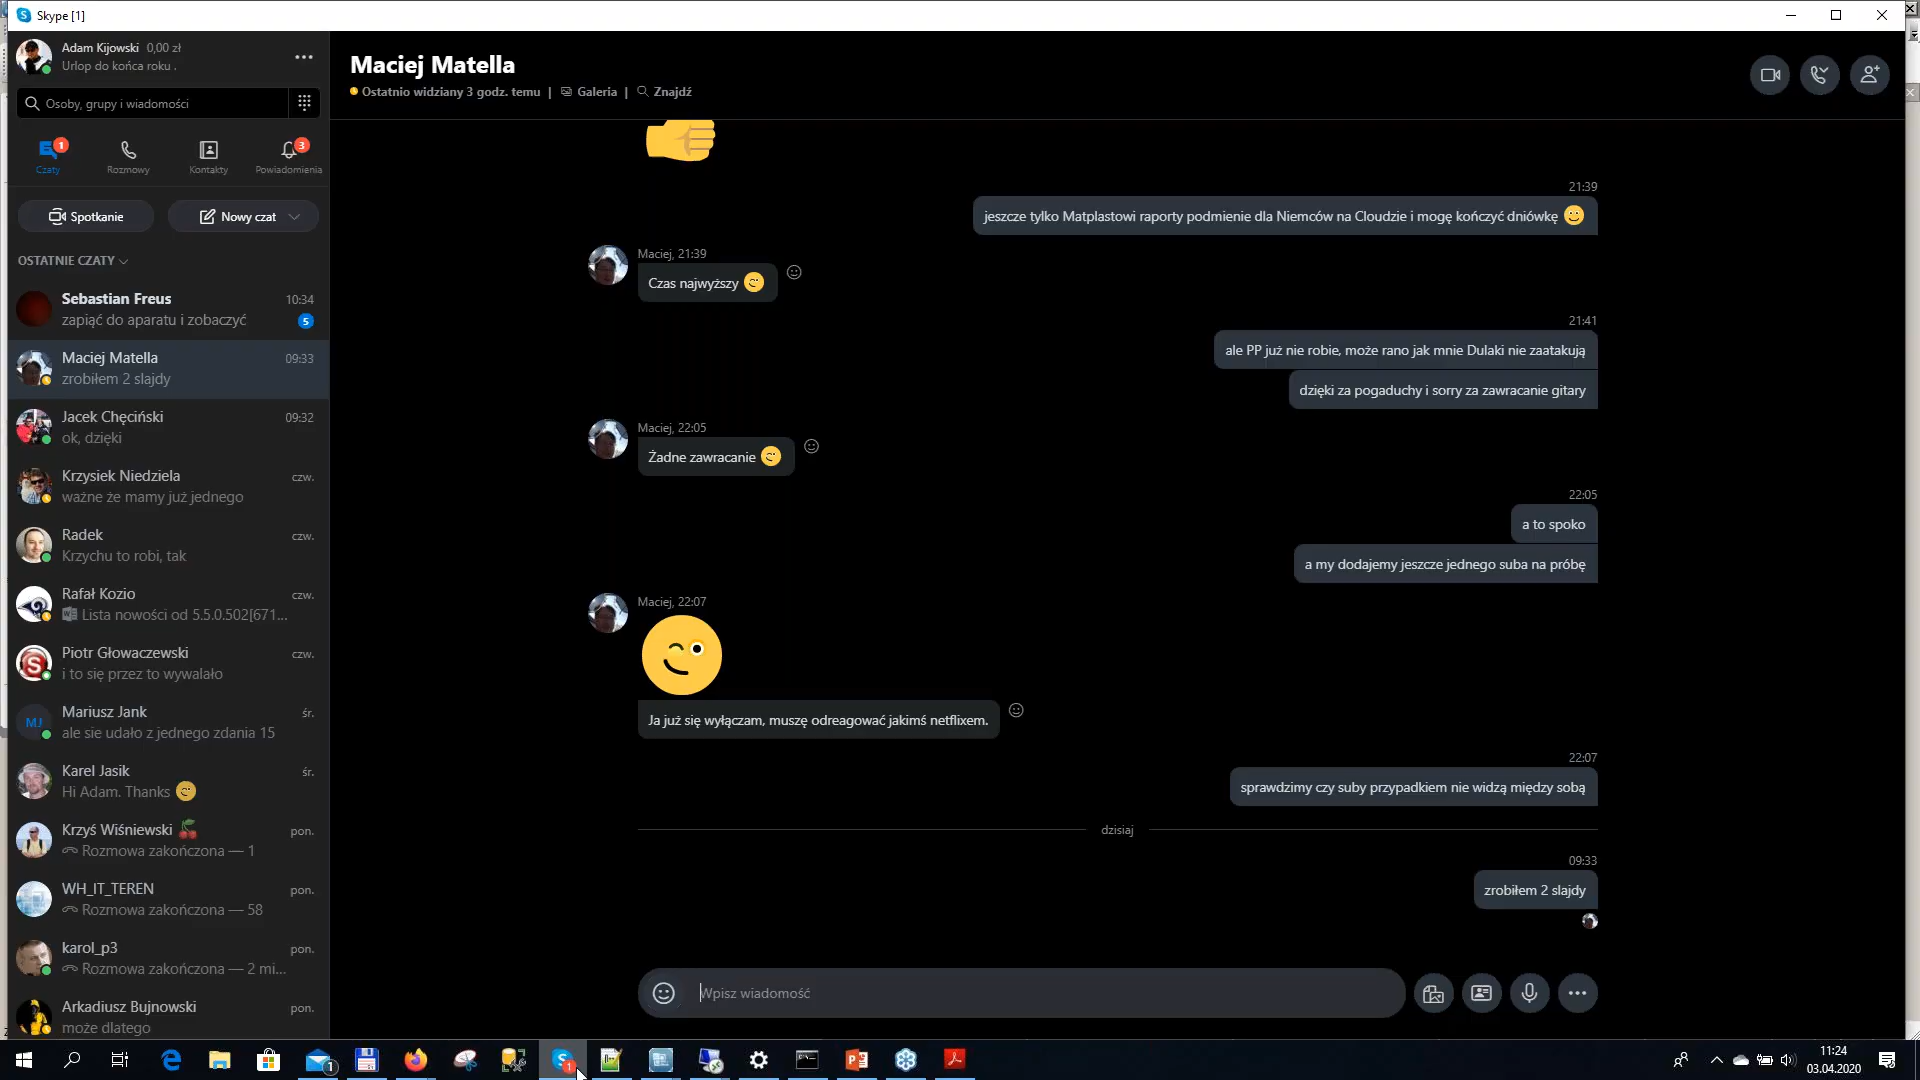 Skype [1]
Adam Kijowski 0,00 zł
Urlop do końca roku .
Osoby, grupy i wiadomości
1
3
Czaty
Rozmowy
Kontakty
Powiadomienia
Spotkanie
Nowy czat
OSTATNIE CZATY
Sebastian Freus 10:34
zapiąć do aparatu i zobaczyć 5
Maciej Matella 09:33
zrobiłem 2 slajdy
Jacek Chęciński 09:32
ok, dzięki
Krzysiek Niedziela czw.
ważne że mamy już jednego
Radek czw.
Krzychu to robi, tak
Rafał Kozio czw.
Lista nowości od 5.5.0.502[671...
Piotr Głowaczewski czw.
i to się przez to wywalało
MJ
Mariusz Jank śr.
ale sie udało z jednego zdania 15
Karel Jasik śr.
Hi Adam. Thanks
Krzyś Wiśniewski pon.
Rozmowa zakończona — 1
WH_IT_TEREN pon.
Rozmowa zakończona — 58
karol_p3 pon.
Rozmowa zakończona — 2 mi...
Arkadiusz Bujnowski pon.
może dlatego
Maciej Matella
Ostatnio widziany 3 godz. temu | Galeria | Znajdź
21:39
jeszcze tylko Matplastowi raporty podmienie dla Niemców na Cloudzie i mogę kończyć dniówkę
Maciej, 21:39
Czas najwyższy
21:41
ale PP już nie robie, może rano jak mnie Dulaki nie zaatakują
dzięki za pogaduchy i sorry za zawracanie gitary
Maciej, 22:05
Żadne zawracanie
22:05
a to spoko
a my dodajemy jeszcze jednego suba na próbę
Maciej, 22:07
Ja już się wyłączam, muszę odreagować jakimś netflixem.
22:07
sprawdzimy czy suby przypadkiem nie widzą między sobą
dzisiaj
09:33
zrobiłem 2 slajdy
Wpisz wiadomość
1
1
11:24
03.04.2020